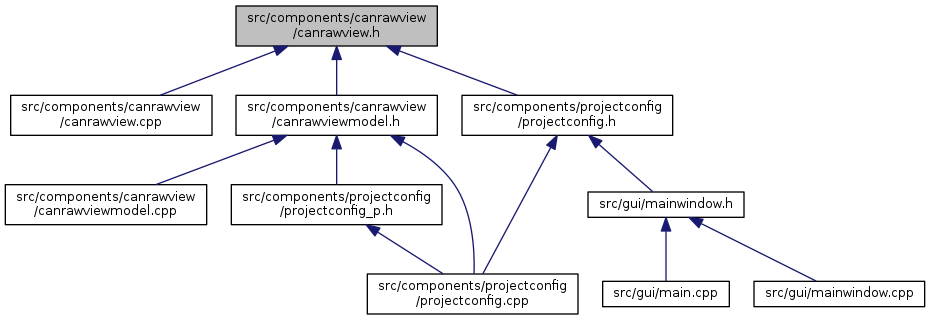 src/components/canrawview
/canrawview.h
src/components/canrawview
/canrawview.cpp
src/components/canrawview
/canrawviewmodel.h
src/components/projectconfig
/projectconfig.h
src/components/canrawview
/canrawviewmodel.cpp
src/components/projectconfig
/projectconfig_p.h
src/gui/mainwindow.h
src/components/projectconfig
/projectconfig.cpp
src/gui/main.cpp
src/gui/mainwindow.cpp